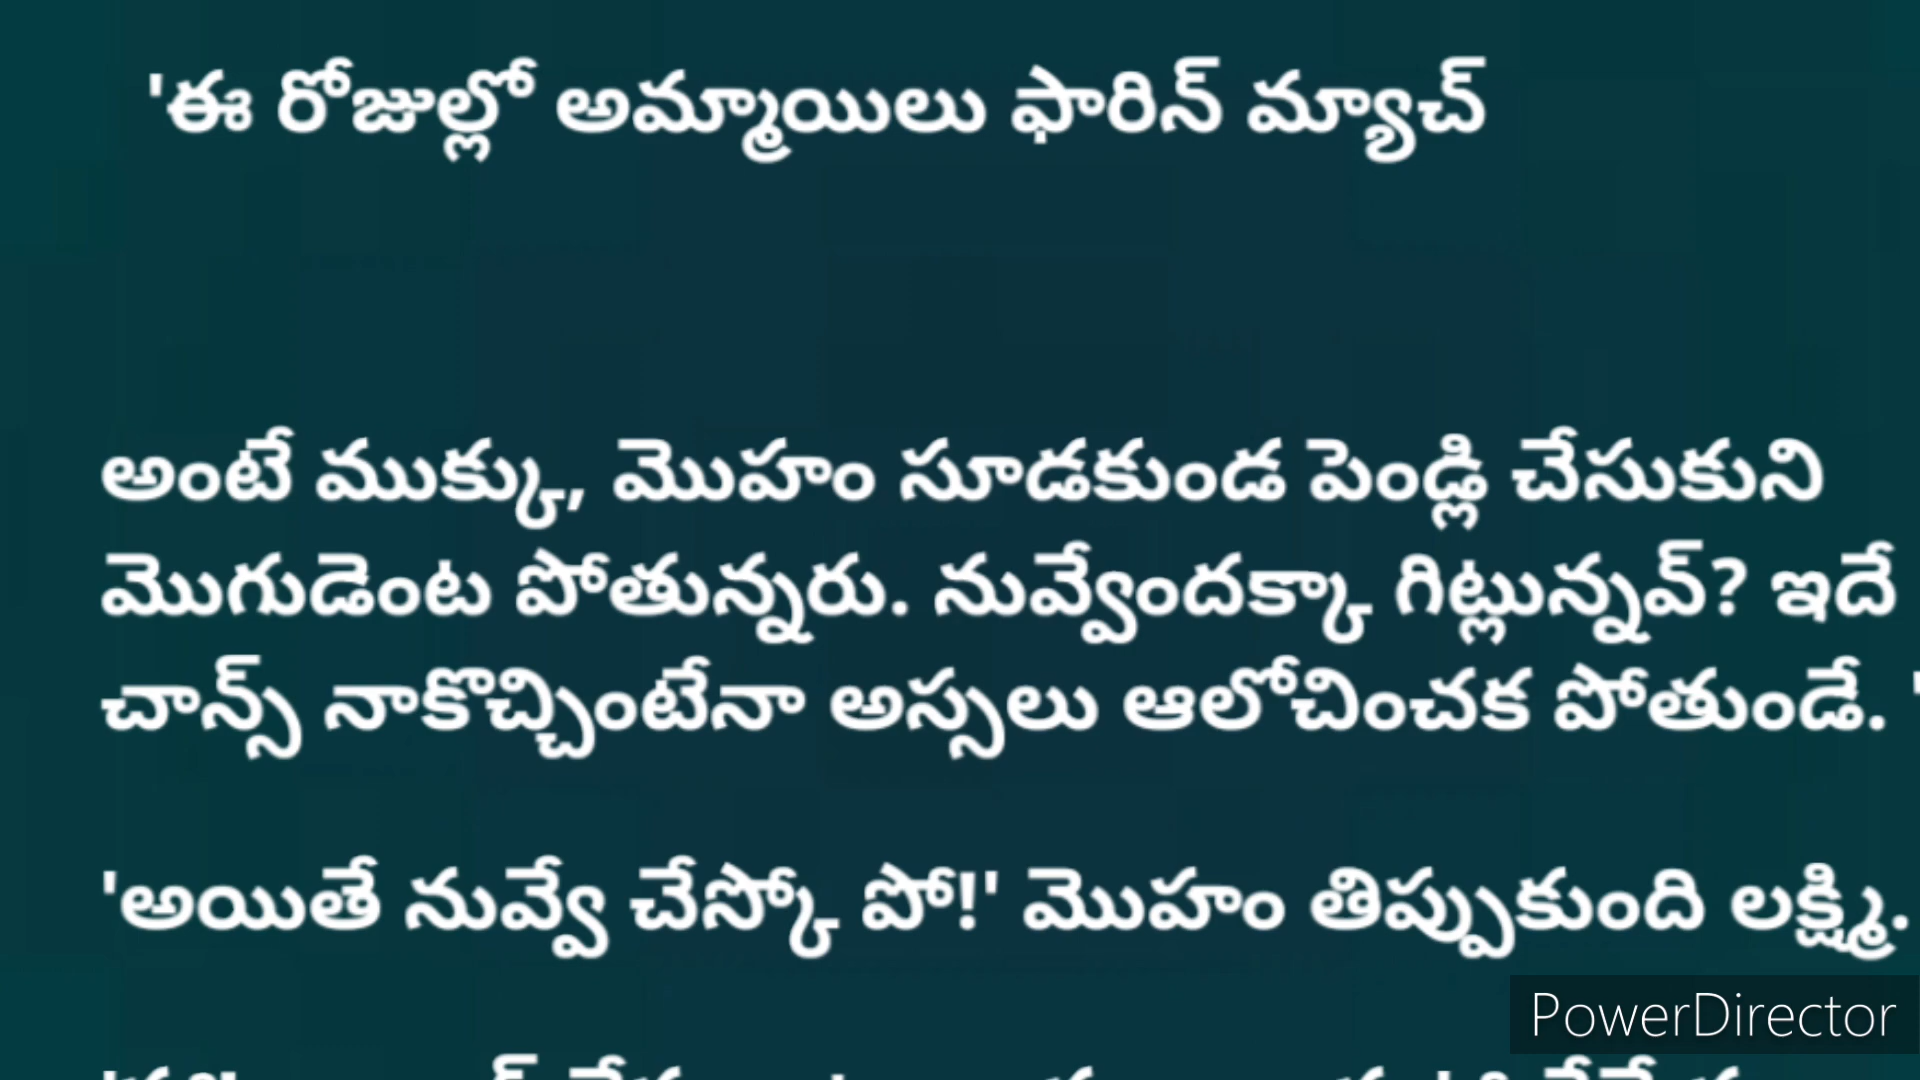 'ఈ రోజుల్లో అమ్మాయిలు ఫారిన్ మ్యాచ్
అంటే ముక్కు, మొహం సూడకుండ పెండ్లి చేసుకుని
మొగుడెంట పోతున్నరు. నువ్వేందక్కా గిట్లున్నవ్? ఇదే
చాన్స్ నాకొచ్చింటేనా అస్సలు ఆలోచించక పోతుండే. '
'అయితే నువ్వే చేస్కో పో!' మొహం తిప్పుకుంది లక్ష్మి.
PowerDirector